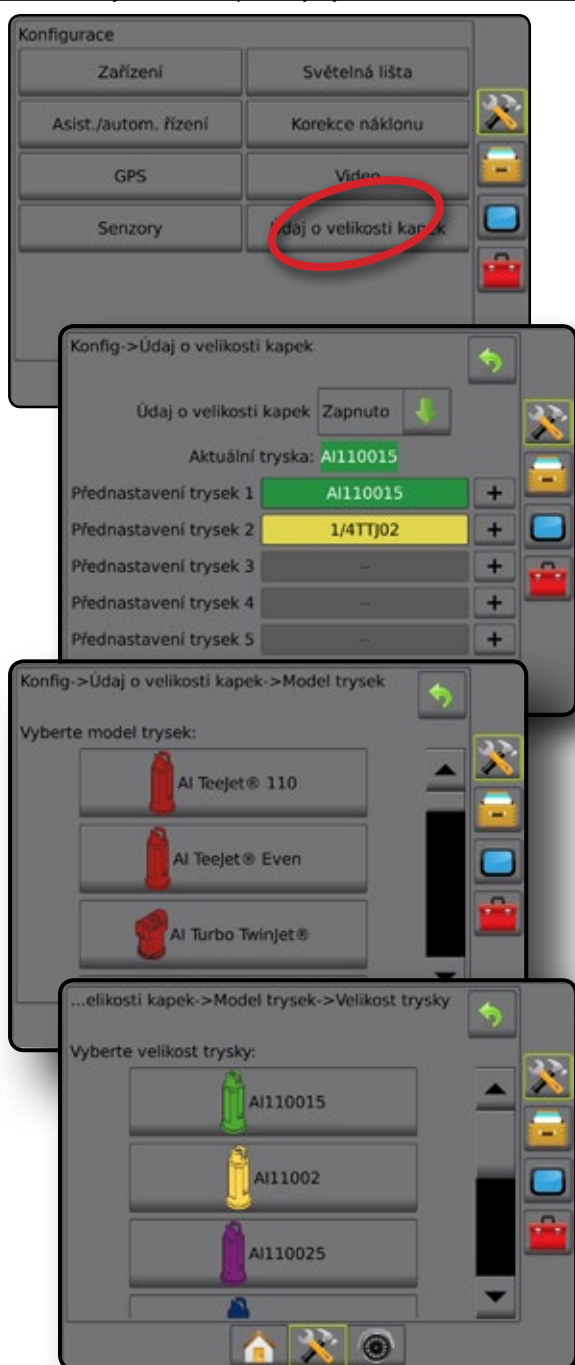 Konfigurace
Zařízení Světelná lišta
Asist./autom. řízení Korekce náklonu
GPS Video
Senzory Údaj o velikosti kapek
Konfig->Údaj o velikosti kapek
Údaj o velikosti kapek Zapnuto
Aktuální tryska: AI110015
Přednastavení trysek 1 AI110015 +
Přednastavení trysek 2 1/4TTJ02 +
Přednastavení trysek 3 -- +
Přednastavení trysek 4 -- +
Přednastavení trysek 5 -- +
Konfig->Údaj o velikosti kapek->Model trysek
Vyberte model trysek:
AI TeeJet® 110
AI TeeJet® Even
AI Turbo TwinJet®
...elikosti kapek->Model trysek->Velikost trysky
Vyberte velikost trysky:
AI110015
AI11002
AI110025